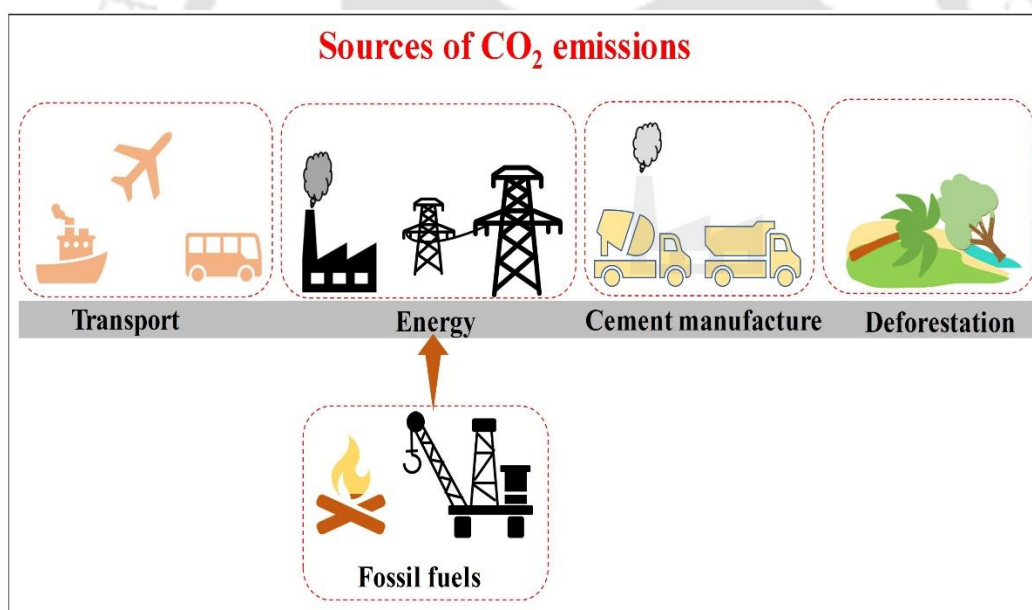 Sources of CO₂ emissions
Transport
Energy
Cement manufacture
Deforestation
Fossil fuels